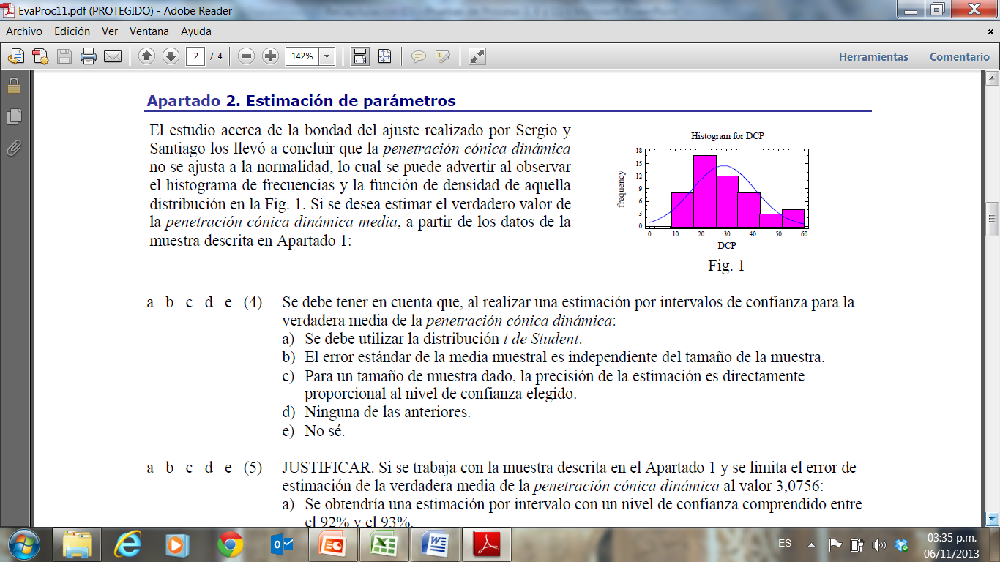 EvaProc11.pdf (PROTEGIDO) - Adobe Reader
Archivo Edición Ver Ventana Ayuda
2 / 4 142% Herramientas Comentario
Apartado 2. Estimación de parámetros
El estudio acerca de la bondad del ajuste realizado por Sergio y
Santiago los llevó a concluir que la penetración cónica dinámica
no se ajusta a la normalidad, lo cual se puede advertir al observar
el histograma de frecuencias y la función de densidad de aquella
distribución en la Fig. 1. Si se desea estimar el verdadero valor de
la penetración cónica dinámica media, a partir de los datos de la
muestra descrita en Apartado 1:
Histogram for DCP
frequency
18
15
12
9
6
3
0
0 10 20 30 40 50 60
DCP
Fig. 1
a b c d e (4) Se debe tener en cuenta que, al realizar una estimación por intervalos de confianza para la
verdadera media de la penetración cónica dinámica:
a) Se debe utilizar la distribución t de Student.
b) El error estándar de la media muestral es independiente del tamaño de la muestra.
c) Para un tamaño de muestra dado, la precisión de la estimación es directamente
proporcional al nivel de confianza elegido.
d) Ninguna de las anteriores.
e) No sé.
a b c d e (5) JUSTIFICAR. Si se trabaja con la muestra descrita en el Apartado 1 y se limita el error de
estimación de la verdadera media de la penetración cónica dinámica al valor 3,0756:
a) Se obtendría una estimación por intervalo con un nivel de confianza comprendido entre
el 92% y el 93%.
ES 03:35 p.m.
06/11/2013